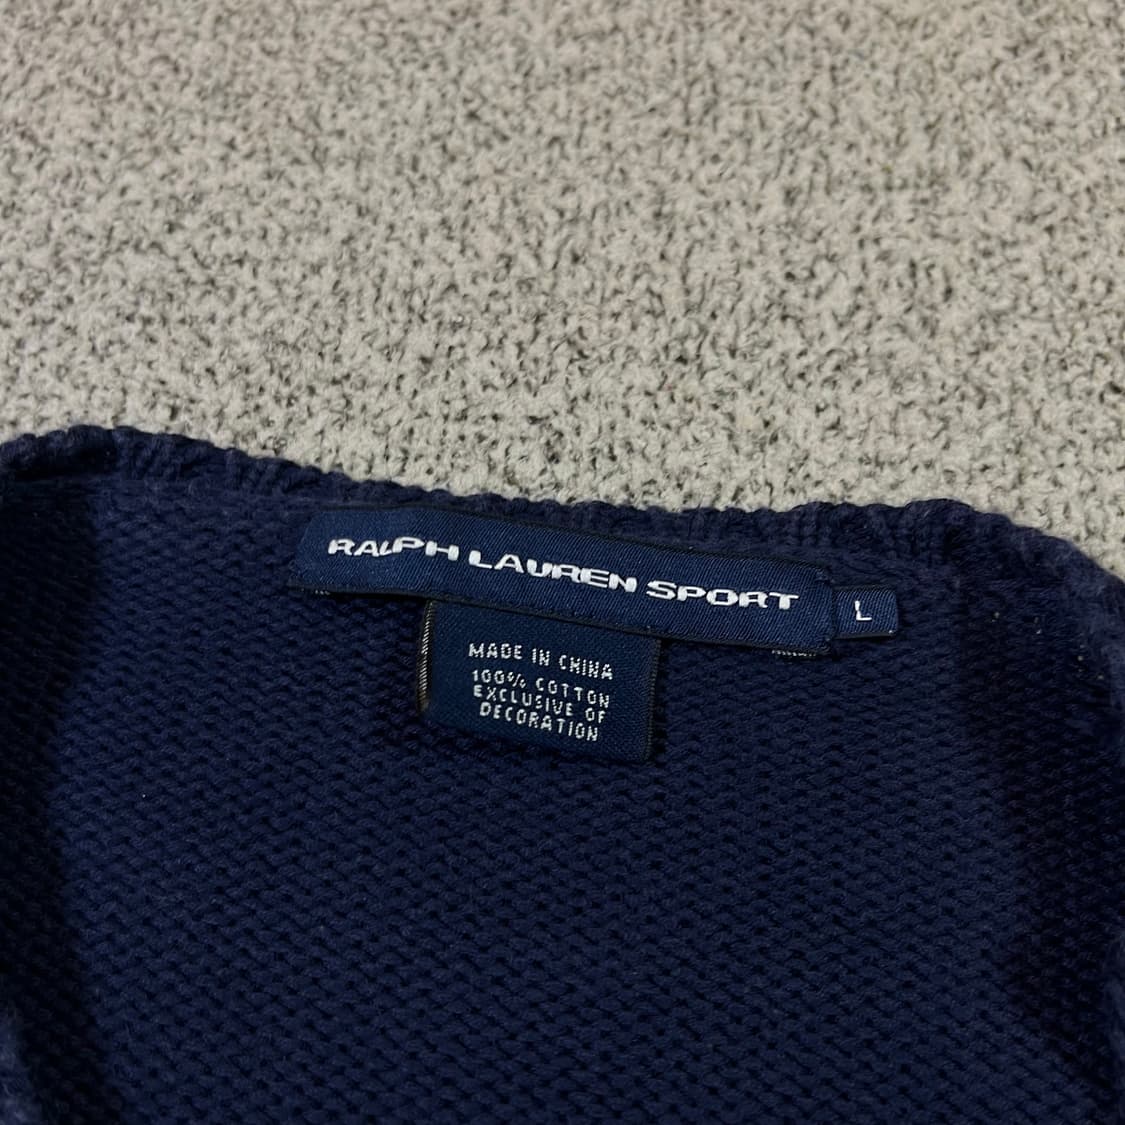 RALPH LAUREN SPORT
L
MADE IN CHINA
100% COTTON
EXCLUSIVE OF
DECORATION